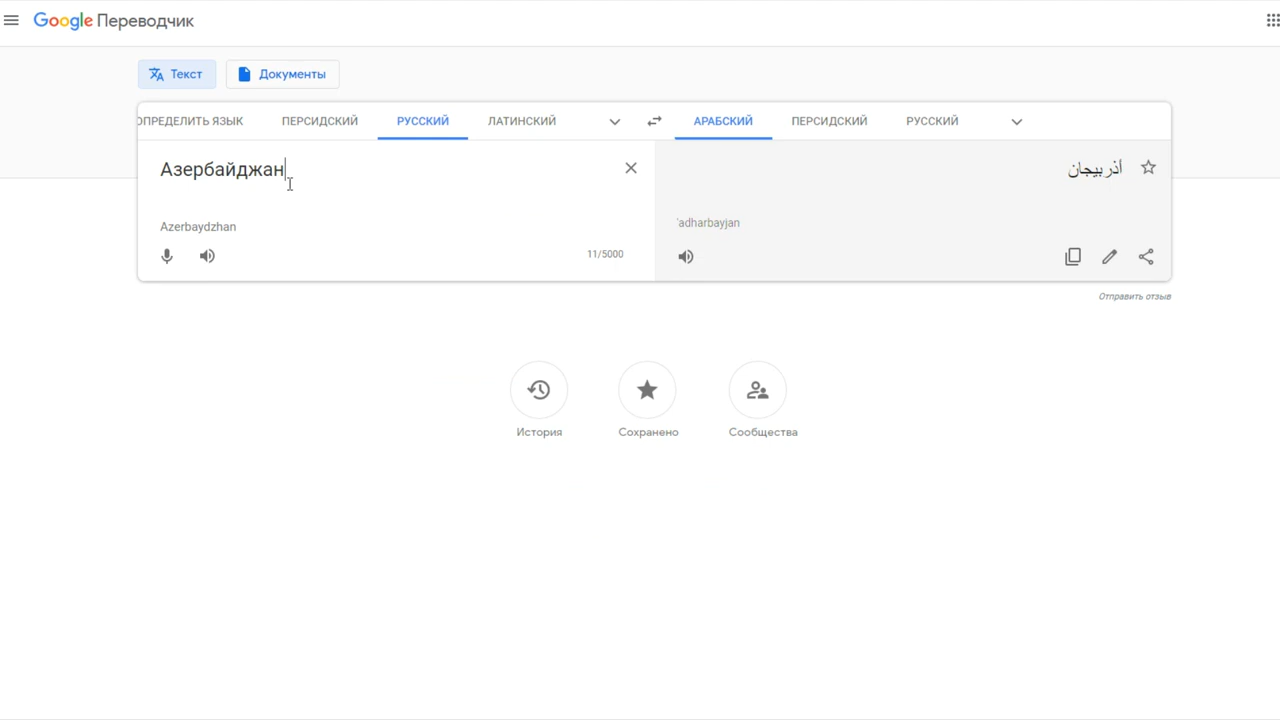 Google Переводчик
Текст Документы
ОПРЕДЕЛИТЬ ЯЗЫК ПЕРСИДСКИЙ РУССКИЙ ЛАТИНСКИЙ АРАБСКИЙ ПЕРСИДСКИЙ РУССКИЙ
Азербайджан
أذربيجان
Azerbaydzhan
'adharbayjan
11/5000
Отправить отзыв
История Сохранено Сообщества